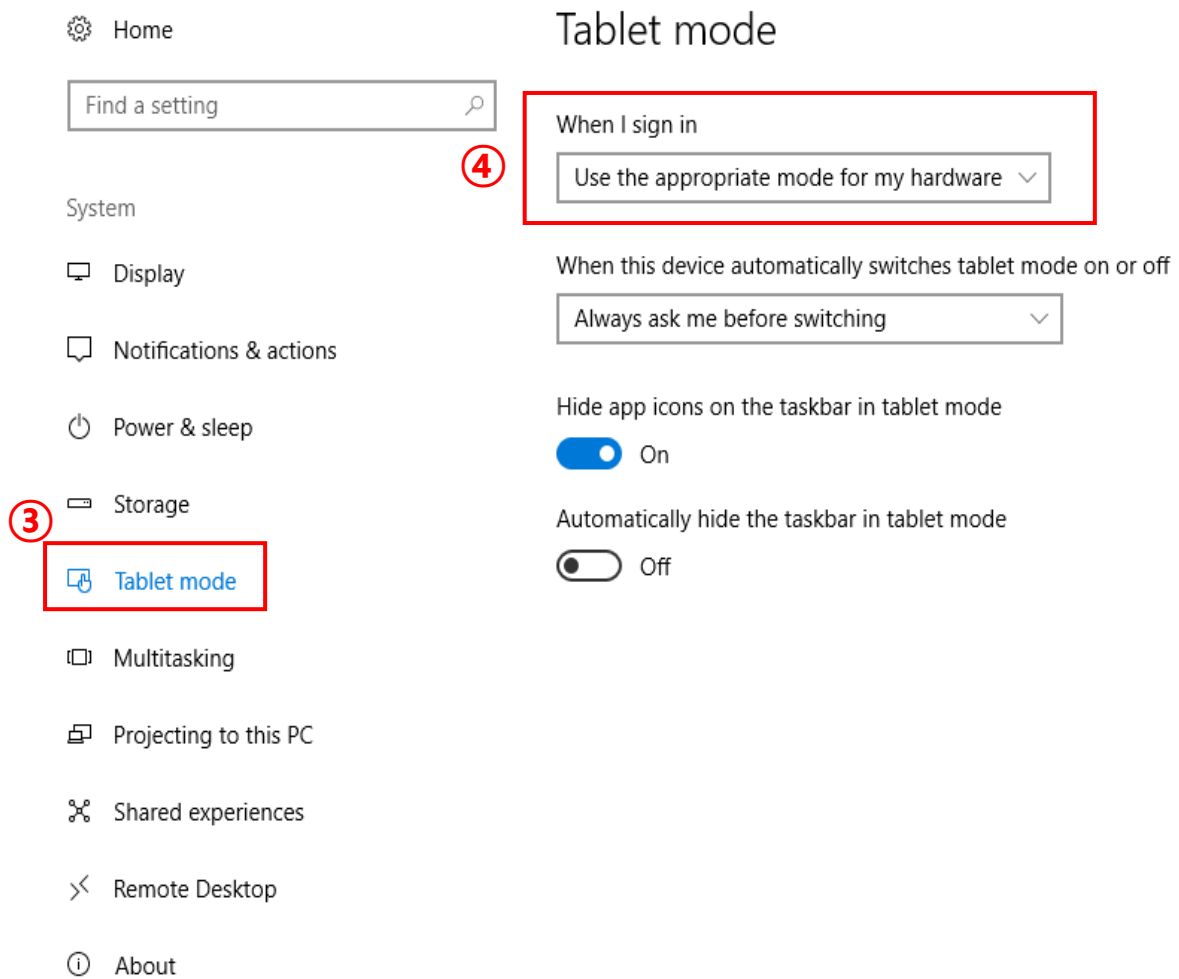 Home
Find a setting
System
Display
Notifications & actions
Power & sleep
Storage
③
Tablet mode
Multitasking
Projecting to this PC
Shared experiences
Remote Desktop
About
Tablet mode
④
When I sign in
Use the appropriate mode for my hardware
When this device automatically switches tablet mode on or off
Always ask me before switching
Hide app icons on the taskbar in tablet mode
On
Automatically hide the taskbar in tablet mode
Off